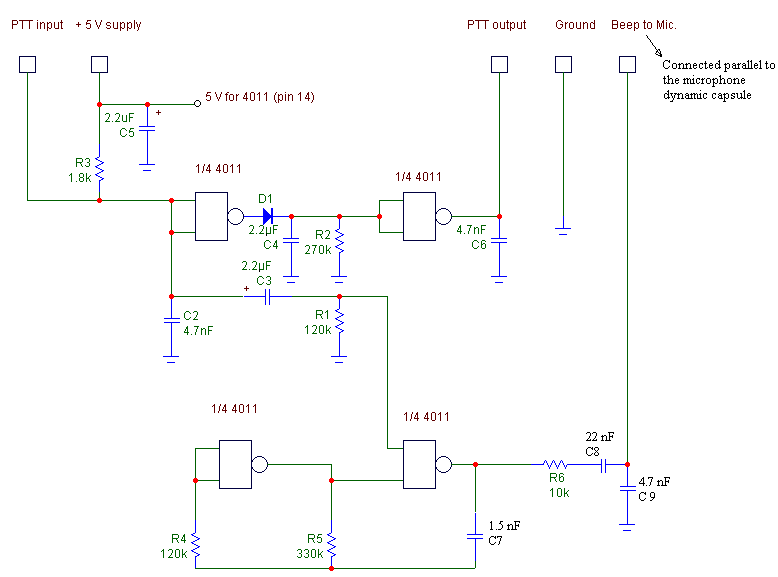 PTT input
+ 5 V supply
PTT output
Ground
Beep to Mic.
Connected parallel to
the microphone
dynamic capsule
5 V for 4011 (pin 14)
2.2uF
+
C5
R3
1.8k
1/4 4011
1/4 4011
D1
2.2µF
C4
R2
270k
4.7nF
C6
2.2µF
C3
+
C2
4.7nF
R1
120k
1/4 4011
1/4 4011
22 nF
C8
R6
10k
4.7 nF
C 9
R4
120k
R5
330k
1.5 nF
C7